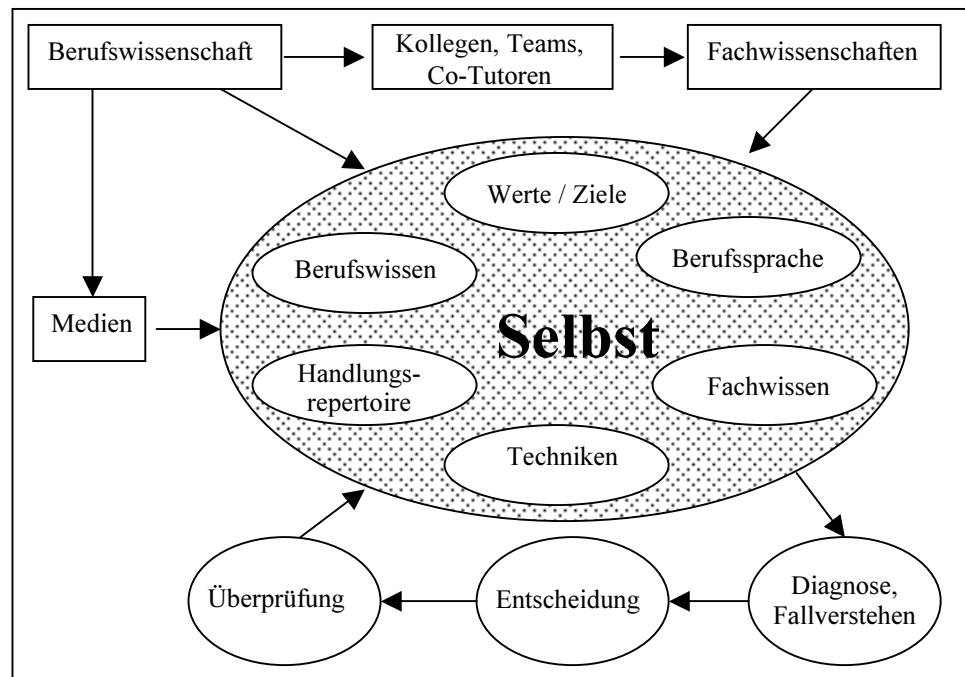 Berufswissenschaft
Kollegen, Teams,
Co-Tutoren
Fachwissenschaften
Werte / Ziele
Berufswissen
Berufssprache
Medien
Selbst
Handlungs-
repertoire
Fachwissen
Techniken
Überprüfung
Entscheidung
Diagnose,
Fallverstehen